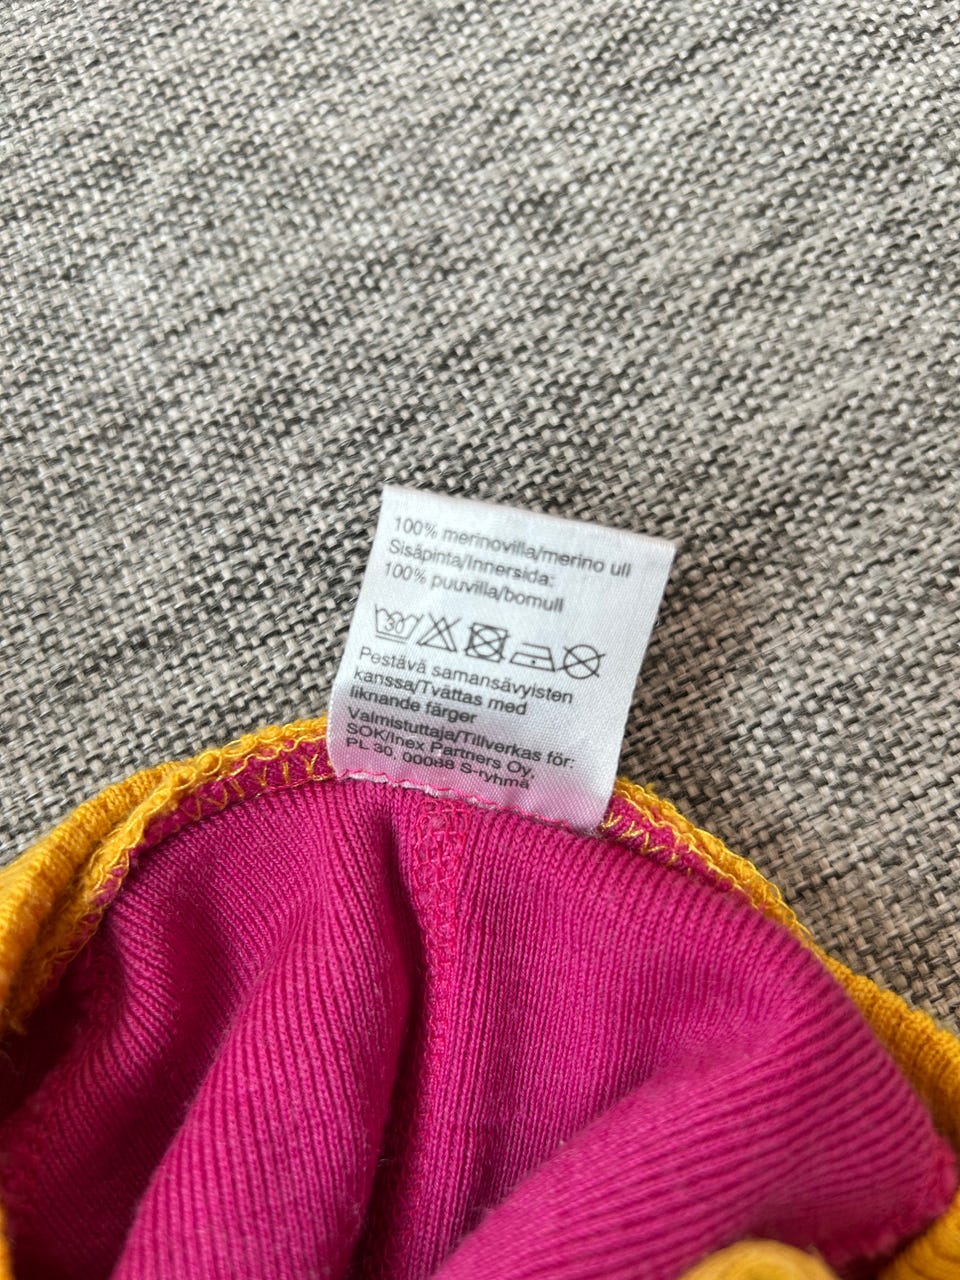 100% merinovilla/merino ull
Sisäpinta/Innersida:
100% puuvilla/bomull
Pestävä samansävyisten
kanssa/Tvättas med
liknande färger
Valmistuttaja/Tillverkas för:
SOK/Inex Partners Oy,
PL 30, 00088 S-ryhmä